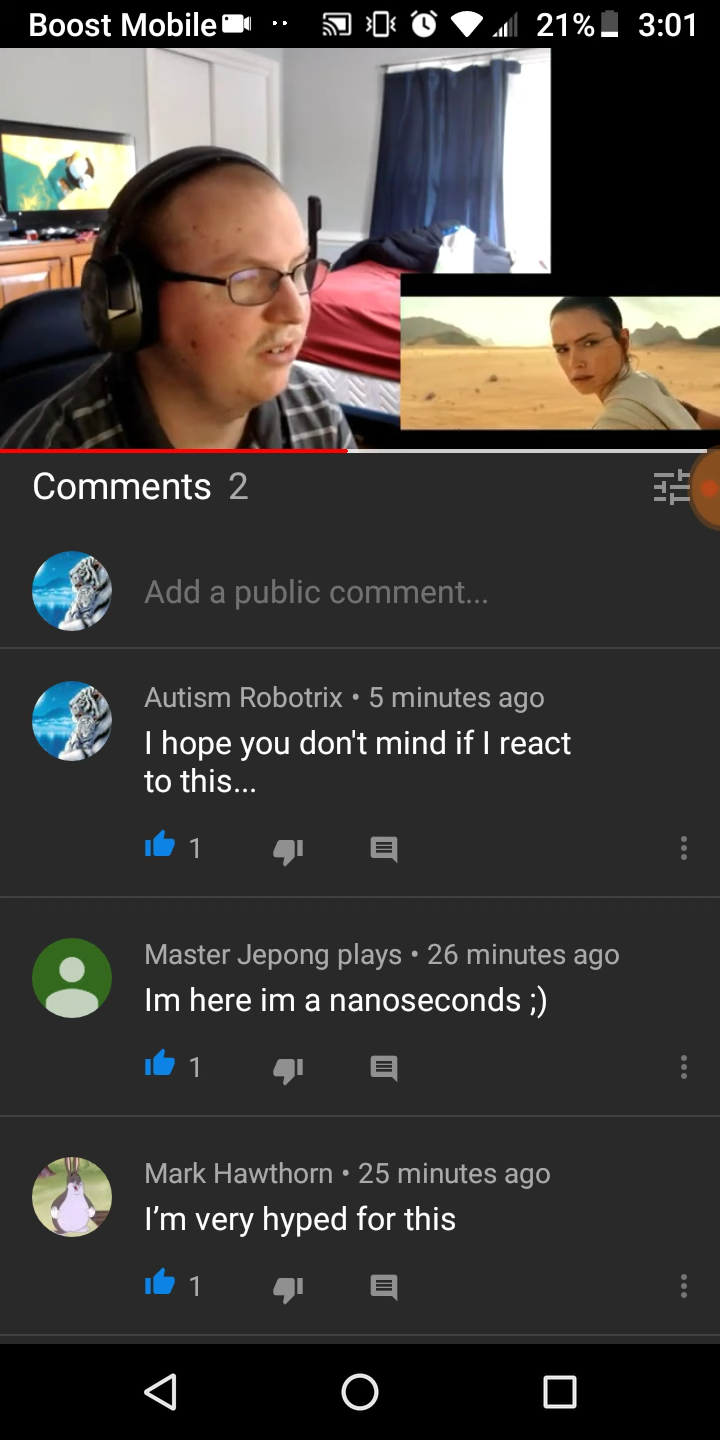 Boost Mobile 21% 3:01
Comments 2
Add a public comment...
Autism Robotrix • 5 minutes ago
I hope you don't mind if I react
to this...
1
Master Jepong plays • 26 minutes ago
Im here im a nanoseconds ;)
1
Mark Hawthorn • 25 minutes ago
I’m very hyped for this
1